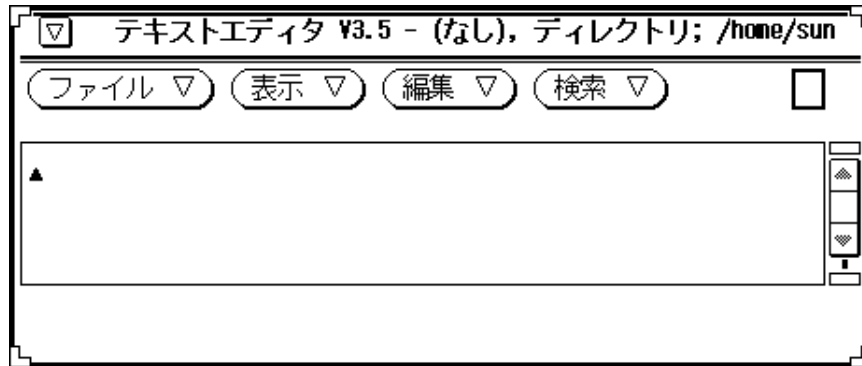 テキストエディタ V3.5 - (なし), ディレクトリ; /home/sun
ファイル 表示 編集 検索